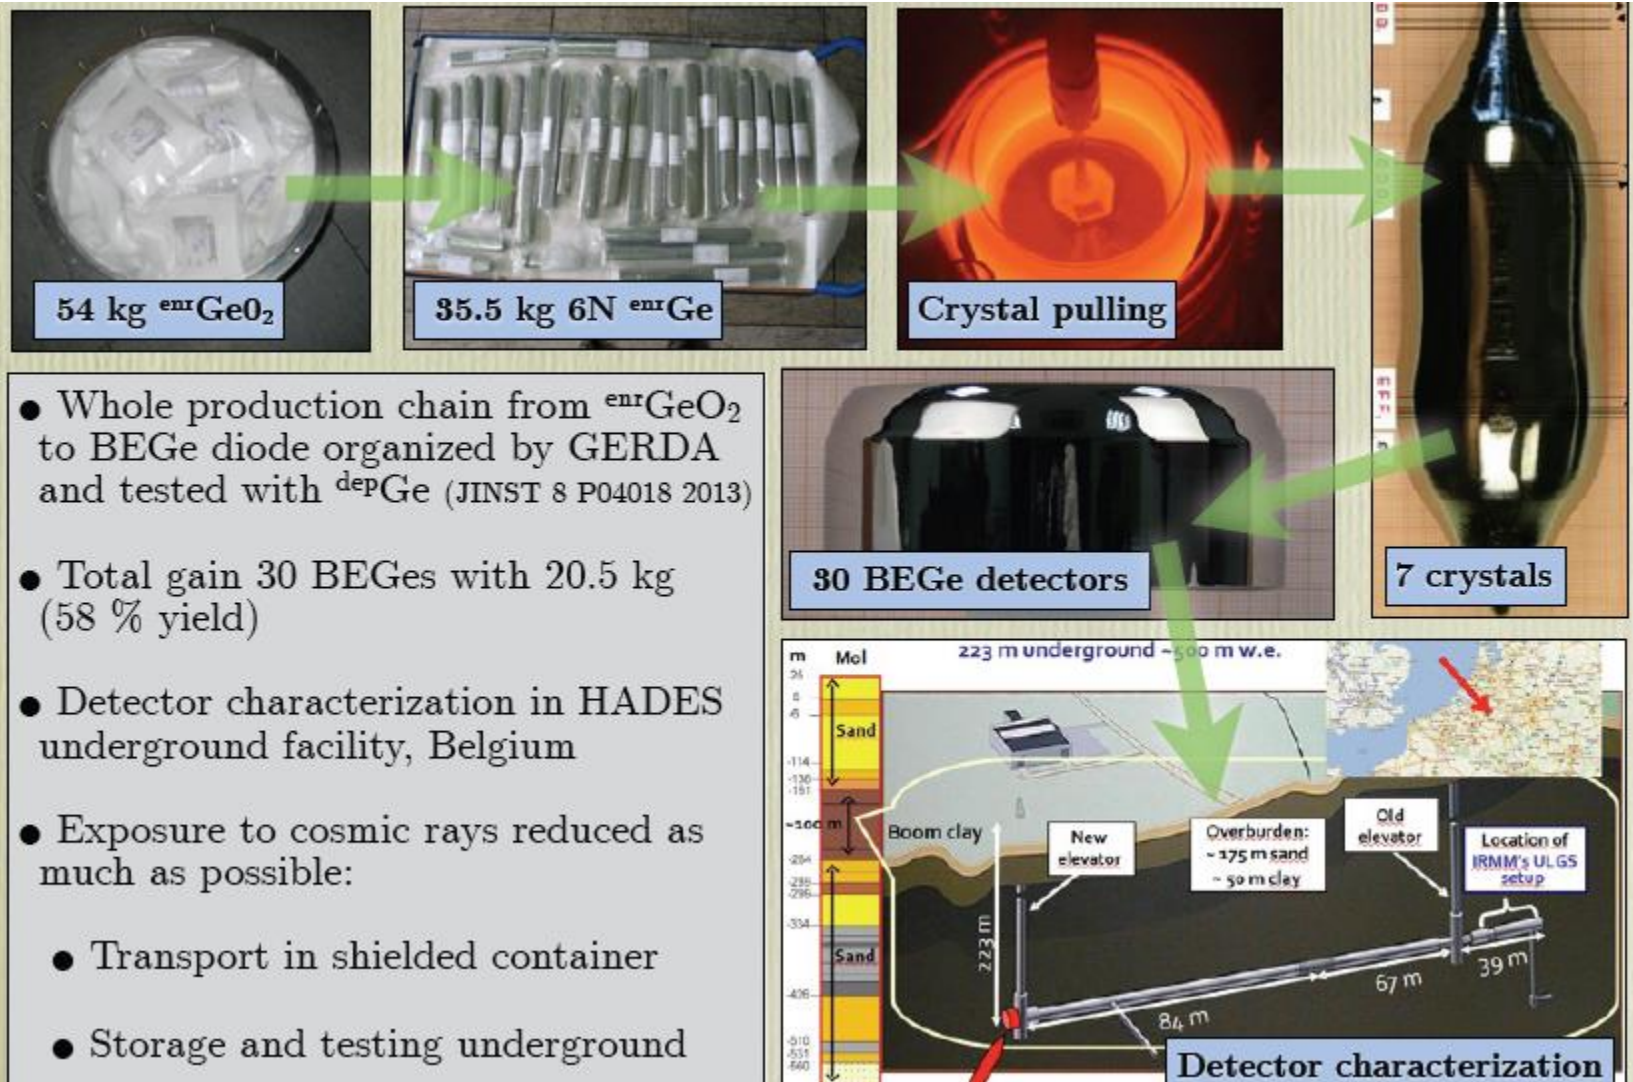 54 kg enrGe0₂
35.5 kg 6N enrGe
Crystal pulling
7 crystals
30 BEGe detectors
● Whole production chain from enrGeO₂
to BEGe diode organized by GERDA
and tested with depGe (JINST 8 P04018 2013)
● Total gain 30 BEGes with 20.5 kg
(58 % yield)
● Detector characterization in HADES
underground facility, Belgium
● Exposure to cosmic rays reduced as
much as possible:
● Transport in shielded container
● Storage and testing underground
m Mol
223 m underground ~500 m w.e.
Sand
-114
~100 m
Boom clay
New
elevator
Overburden:
~ 175 m sand
~ 50 m clay
Old
elevator
Location of
IRMM's ULGS
setup
223 m
Sand
84 m
67 m
39 m
Detector characterization